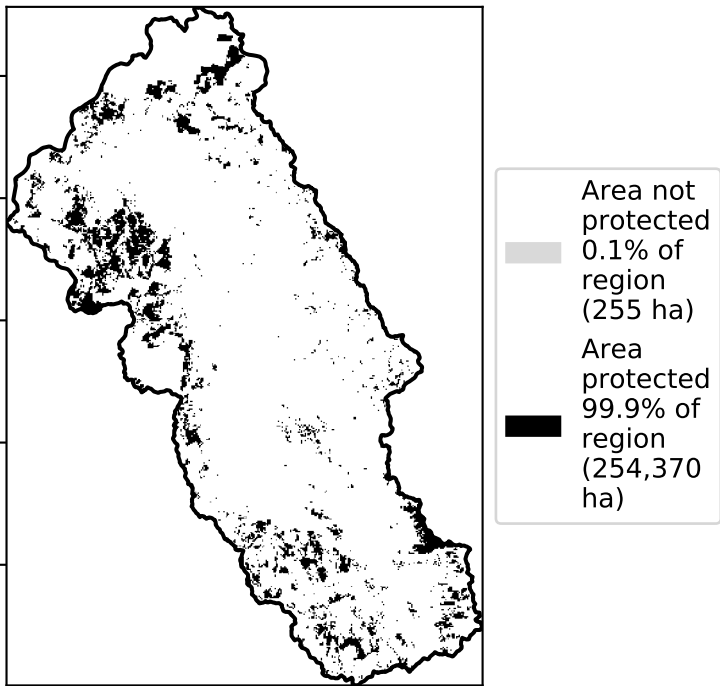 Area not
protected
0.1% of
region
(255 ha)
Area
protected
99.9% of
region
(254,370
ha)